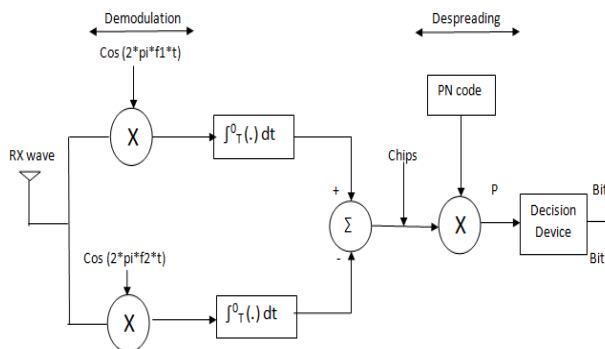 Demodulation
Despreading
Cos (2*pi*f1*t)
PN code
X
∫⁰T(.) dt
RX wave
Chips
+
Σ
-
X
P
Decision
Device
Bit
Bit
Cos (2*pi*f2*t)
X
∫⁰T(.) dt